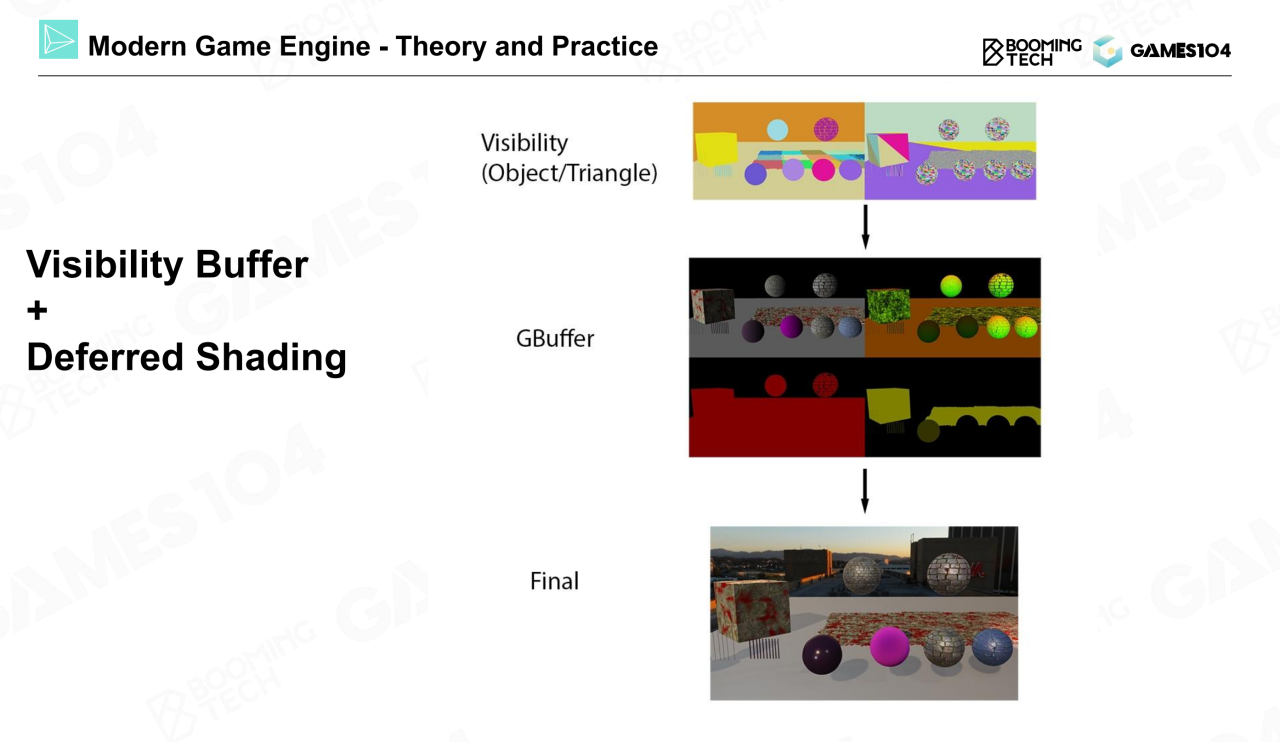 Modern Game Engine - Theory and Practice
BOOMING
TECH
GAMES104
Visibility
(Object/Triangle)
Visibility Buffer
+
Deferred Shading
GBuffer
Final